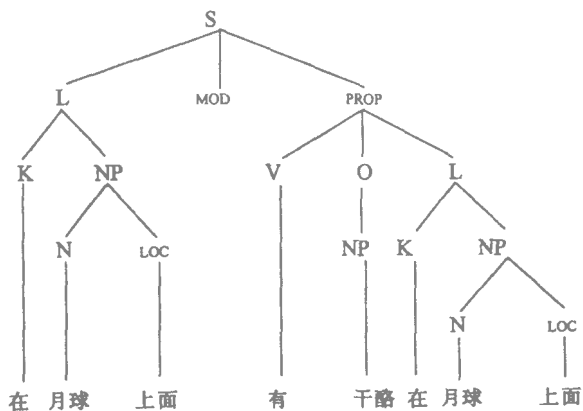 S
L MOD PROP
K NP V O L
N LOC NP K NP
N LOC
在 月球 上面 有 干酪 在 月球 上面